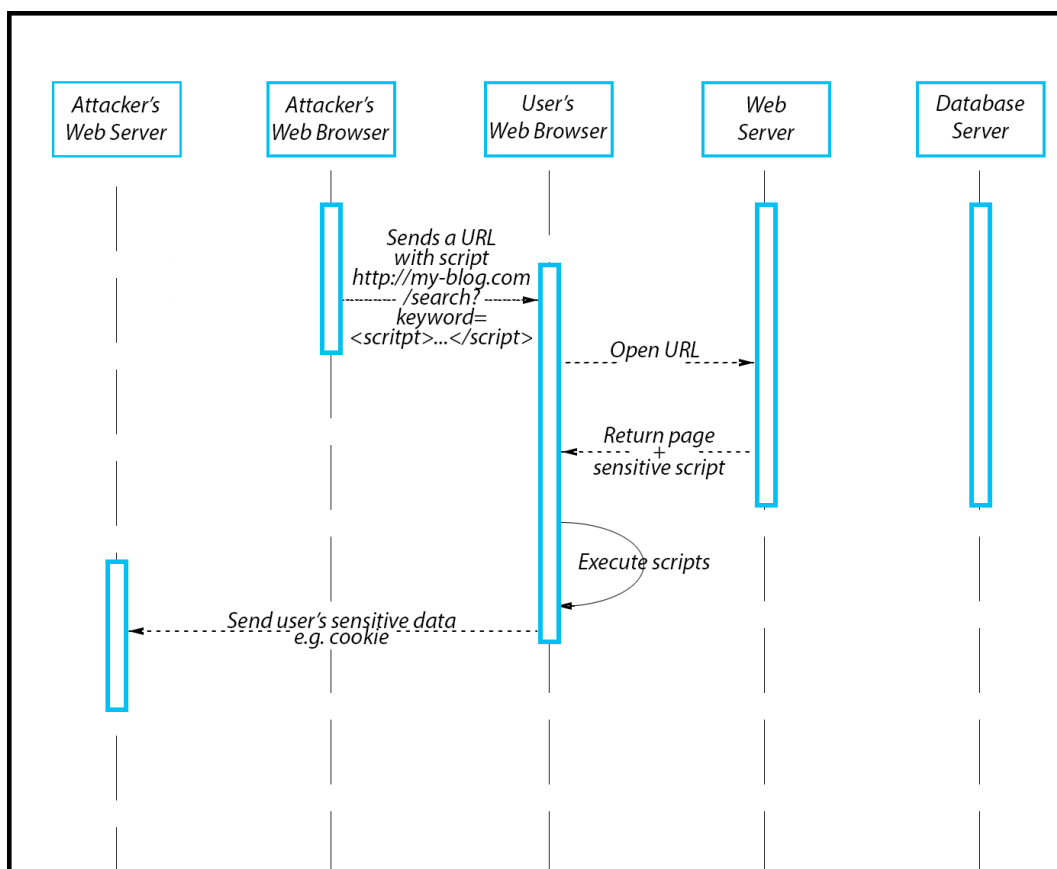 Attacker's
Web Server
Attacker's
Web Browser
User's
Web Browser
Web
Server
Database
Server
Sends a URL
with script
http://my-blog.com
/search?
keyword=
<scritpt>...</script>
Open URL
Return page
+
sensitive script
Execute scripts
Send user's sensitive data
e.g. cookie